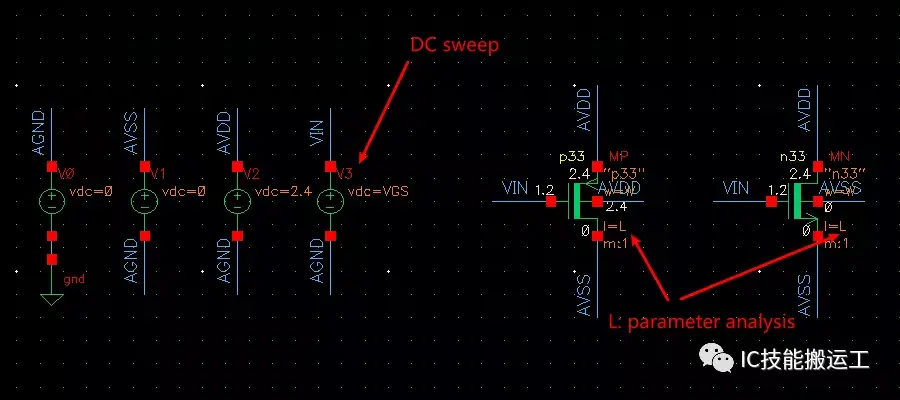 DC sweep
AGND
AVSS
AVDD
VIN
V0
V1
V2
V3
vdc=0
vdc=0
vdc=2.4
vdc=VGS
AGND
AGND
AGND
gnd
AVDD
AVDD
p33
MP
n33
MN
2.4
"p33"
2.4
"n33"
VIN
1.2
AVDD
VIN
1.2
AVSS
2.4
0
0
l=L
0
l=L
m:1
m:1
AVSS
AVSS
L: parameter analysis
IC技能搬运工